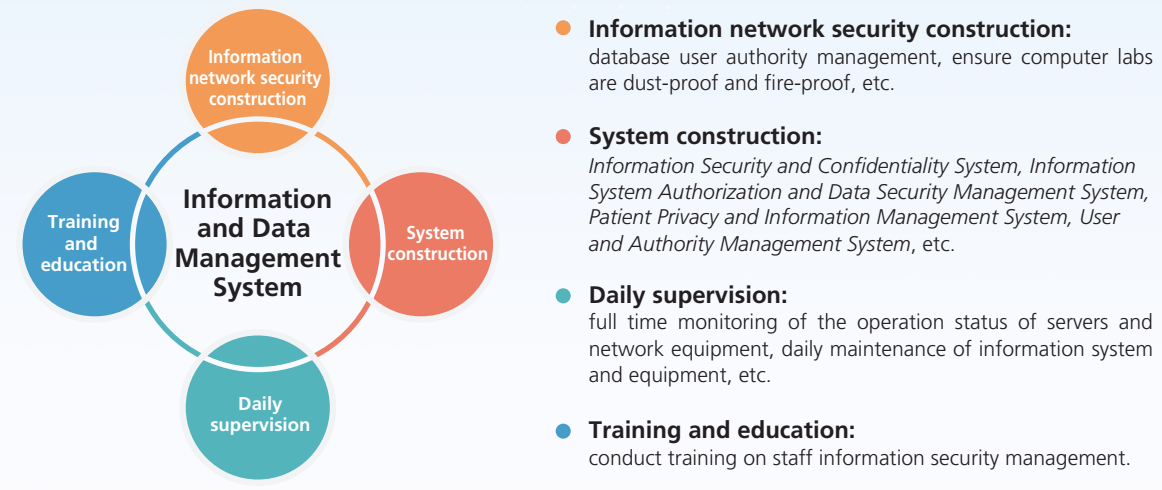 Information
network security
construction
Training
and
education
Information
and Data
Management
System
System
construction
Daily
supervision
Information network security construction:
database user authority management, ensure computer labs
are dust-proof and fire-proof, etc.
System construction:
Information Security and Confidentiality System, Information
System Authorization and Data Security Management System,
Patient Privacy and Information Management System, User
and Authority Management System, etc.
Daily supervision:
full time monitoring of the operation status of servers and
network equipment, daily maintenance of information system
and equipment, etc.
Training and education:
conduct training on staff information security management.